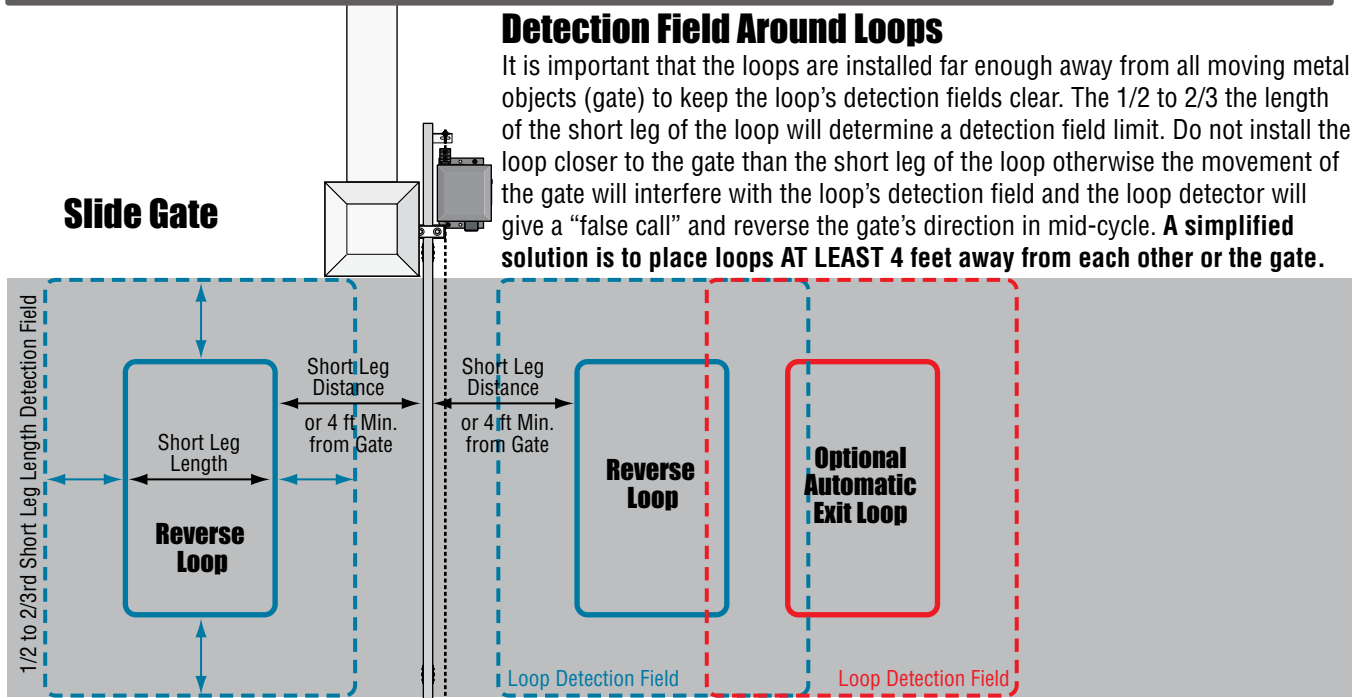 Detection Field Around Loops
It is important that the loops are installed far enough away from all moving metal
objects (gate) to keep the loop’s detection fields clear. The 1/2 to 2/3 the length
of the short leg of the loop will determine a detection field limit. Do not install the
loop closer to the gate than the short leg of the loop otherwise the movement of
the gate will interfere with the loop’s detection field and the loop detector will
give a “false call” and reverse the gate’s direction in mid-cycle. A simplified
solution is to place loops AT LEAST 4 feet away from each other or the gate.
Slide Gate
1/2 to 2/3rd Short Leg Length Detection Field
Short Leg
Length
Reverse
Loop
Short Leg
Distance
or 4 ft Min.
from Gate
Short Leg
Distance
or 4 ft Min.
from Gate
Reverse
Loop
Optional
Automatic
Exit Loop
Loop Detection Field
Loop Detection Field